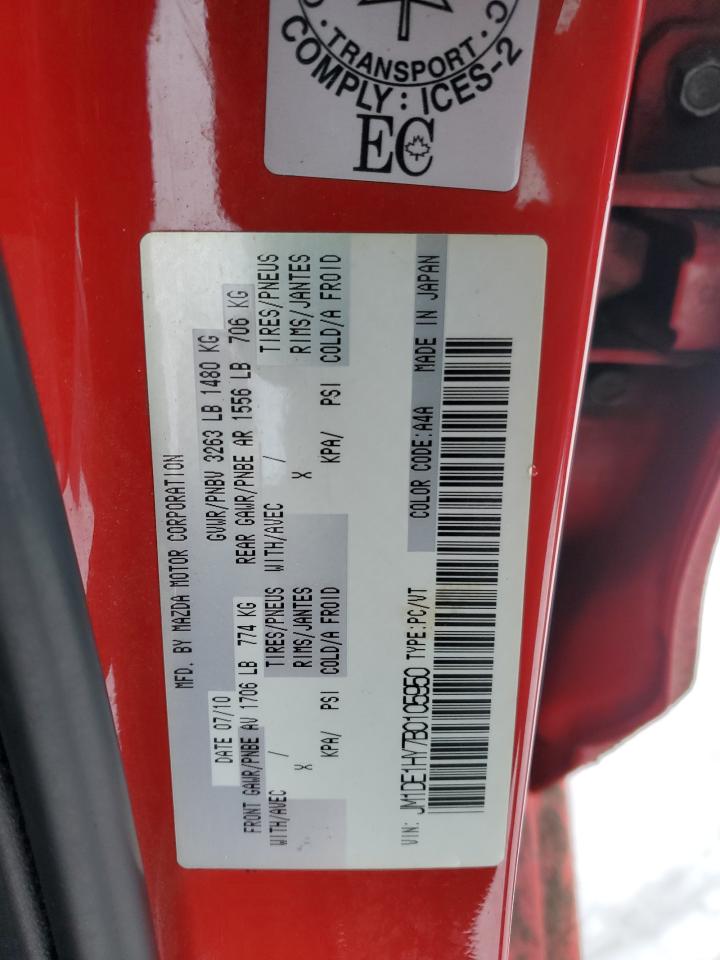 · TRANSPORT ·
COMPLY: ICES-2
EC
MFD. BY MAZDA MOTOR CORPORATION
DATE 07/10 GVWR/PNBV 3263 LB 1480 KG
FRONT GAWR/PNBE AV 1706 LB 774 KG REAR GAWR/PNBE AR 1556 LB 706 KG
WITH/AVEC / TIRES/PNEUS WITH/AVEC / TIRES/PNEUS
X RIMS/JANTES X RIMS/JANTES
KPA/ PSI COLD/A FROID KPA/ PSI COLD/A FROID
VIN: JM1DE1HY7B0105950 TYPE:PC/VT COLOR CODE:A4A MADE IN JAPAN